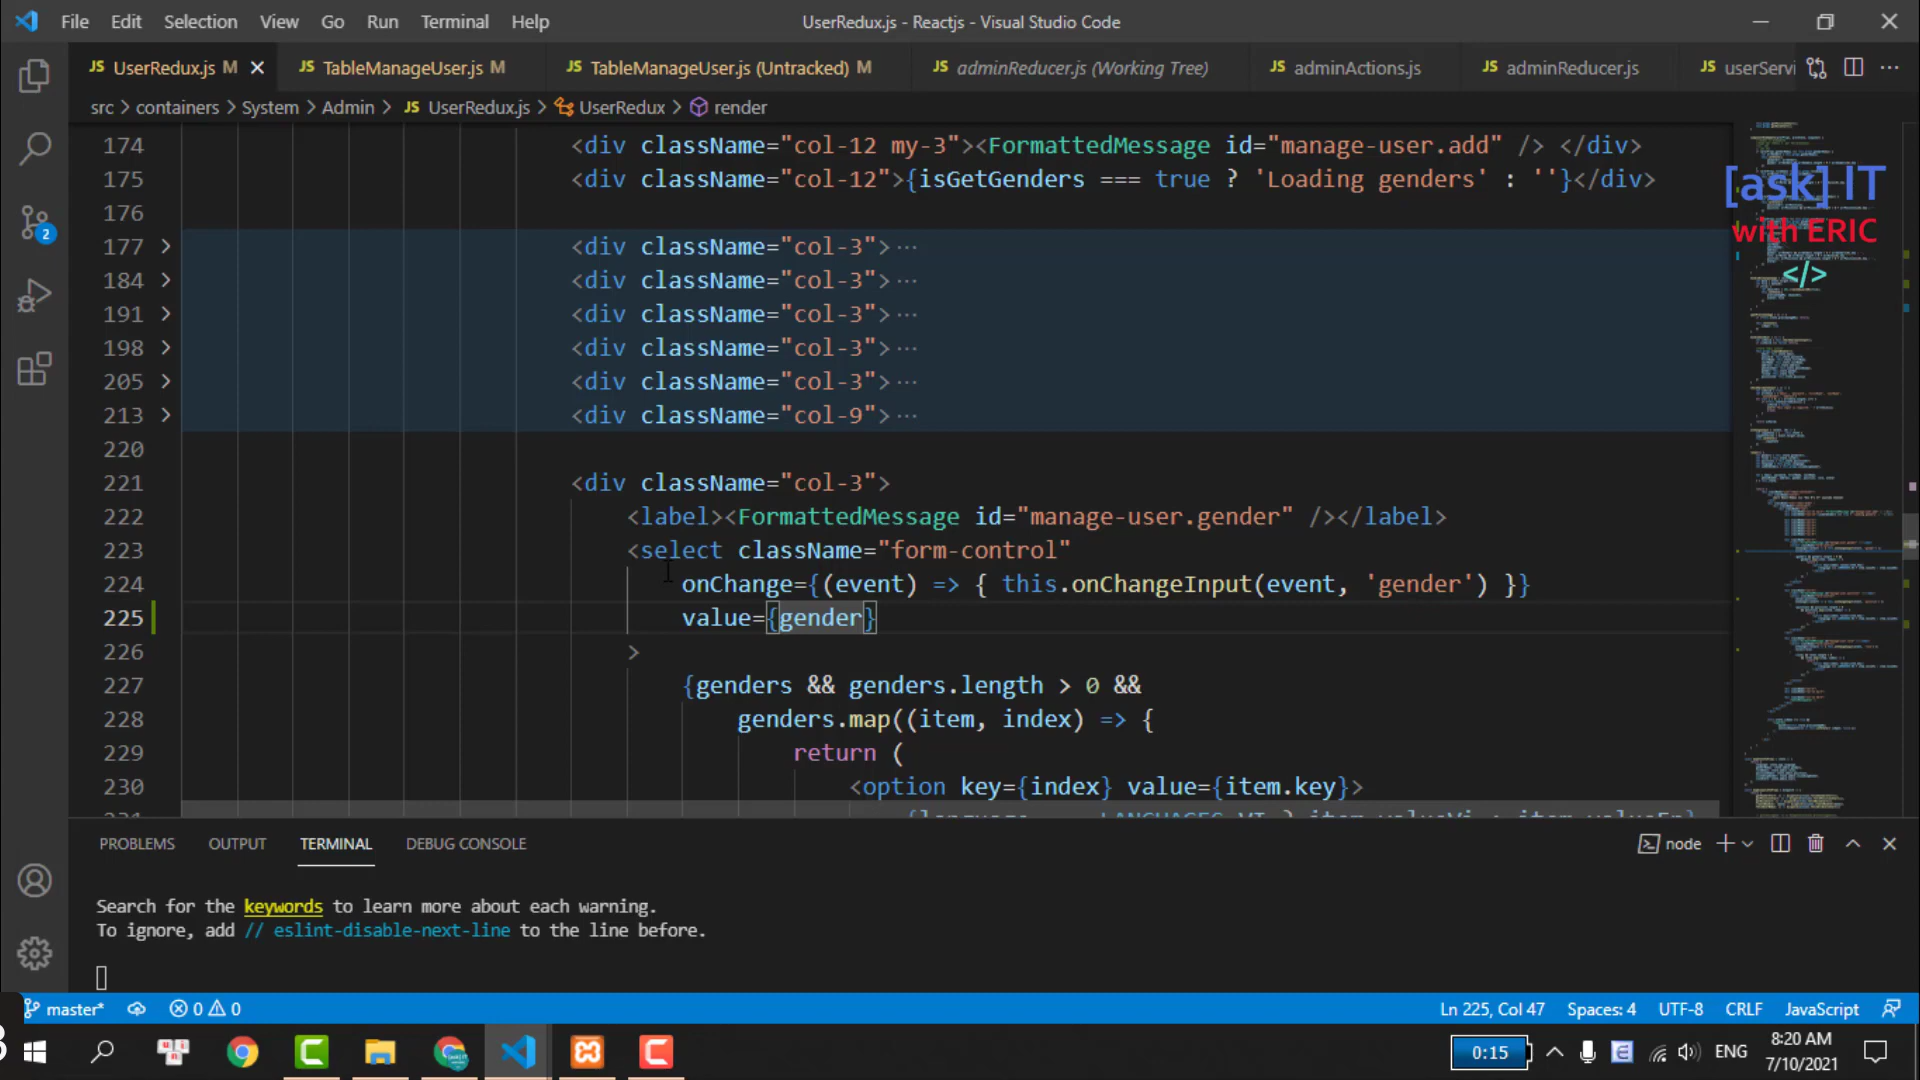 File Edit Selection View Go Run Terminal Help
UserRedux.js - Reactjs - Visual Studio Code
JS UserRedux.js M
JS TableManageUser.js M
JS TableManageUser.js (Untracked) M
JS adminReducer.js (Working Tree)
JS adminActions.js
JS adminReducer.js
JS userServi
src > containers > System > Admin > JS UserRedux.js > UserRedux > render
174 <div className="col-12 my-3"><FormattedMessage id="manage-user.add" /> </div>
175 <div className="col-12">{isGetGenders === true ? 'Loading genders' : ''}</div>
176
177 <div className="col-3">···
184 <div className="col-3">···
191 <div className="col-3">···
198 <div className="col-3">···
205 <div className="col-3">···
213 <div className="col-9">···
220
221 <div className="col-3">
222 <label><FormattedMessage id="manage-user.gender" /></label>
223 <select className="form-control"
224 onChange={(event) => { this.onChangeInput(event, 'gender') }}
225 value={gender}
226 >
227 {genders && genders.length > 0 &&
228 genders.map((item, index) => {
229 return (
230 <option key={index} value={item.key}>
[ask] IT
with ERIC
</>
PROBLEMS OUTPUT TERMINAL DEBUG CONSOLE
node
Search for the keywords to learn more about each warning.
To ignore, add // eslint-disable-next-line to the line before.
2
master* 0 0
Ln 225, Col 47 Spaces: 4 UTF-8 CRLF JavaScript
0:15
ENG
8:20 AM
7/10/2021